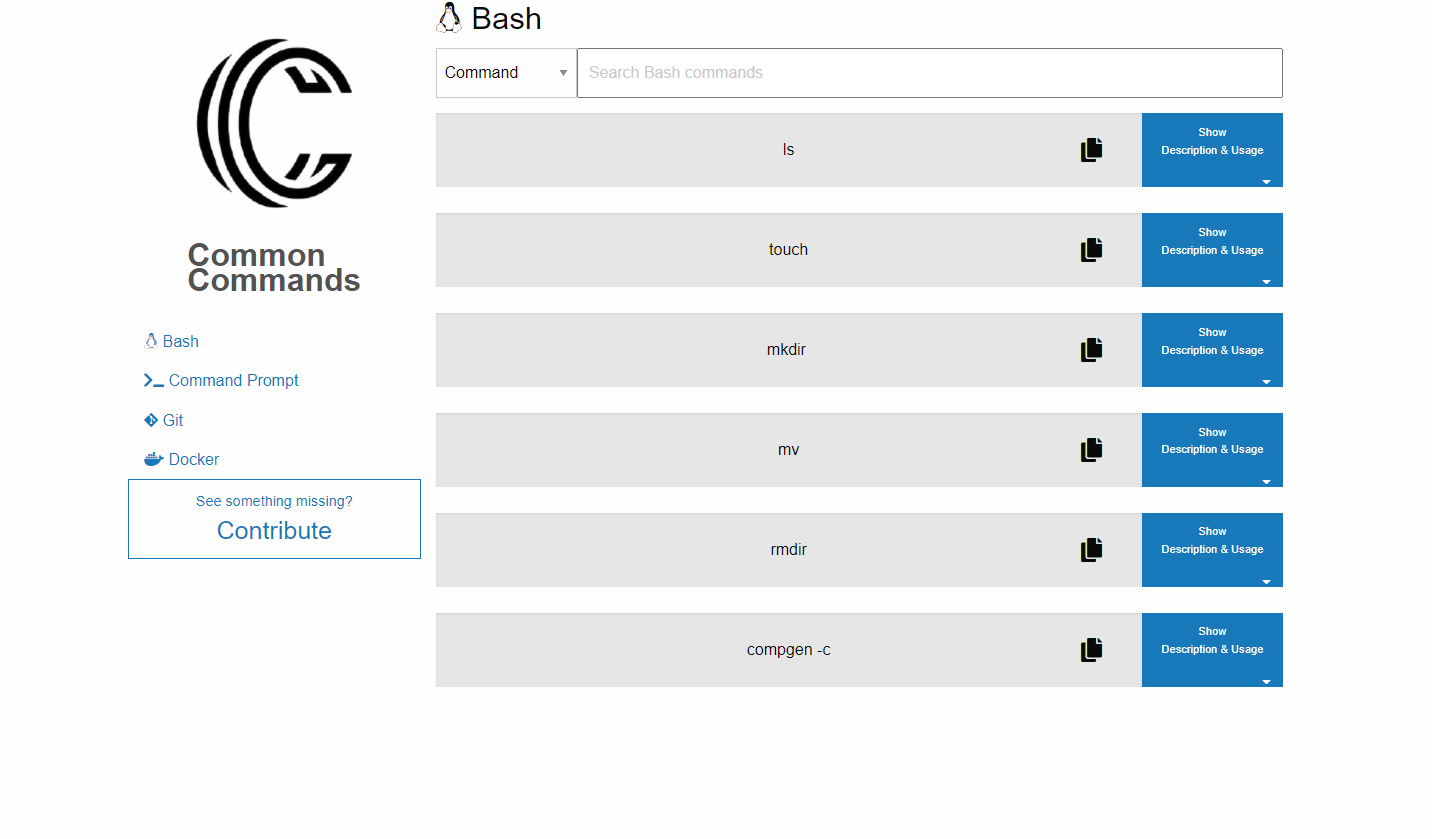 Common
Commands
Bash
Command Prompt
Git
Docker
See something missing?
Contribute
Bash
Command
Search Bash commands
ls
Show
Description & Usage
touch
Show
Description & Usage
mkdir
Show
Description & Usage
mv
Show
Description & Usage
rmdir
Show
Description & Usage
compgen -c
Show
Description & Usage